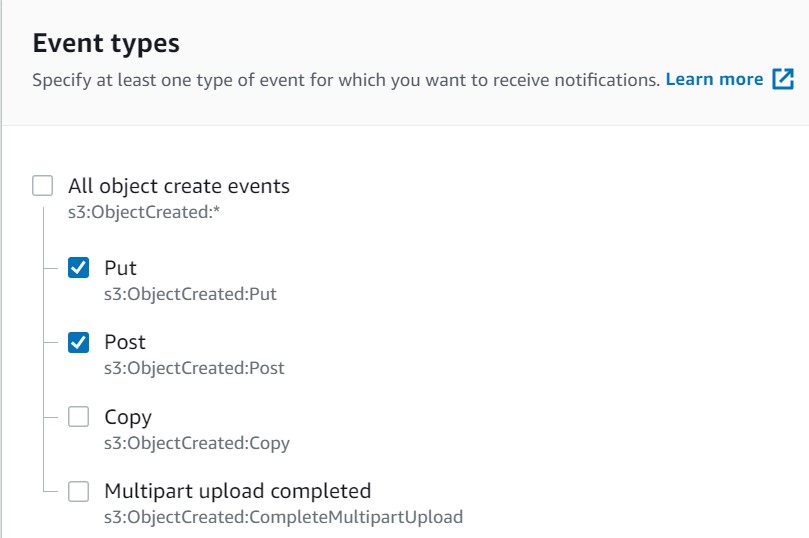 Event types
Specify at least one type of event for which you want to receive notifications. Learn more
All object create events
s3:ObjectCreated:*
Put
s3:ObjectCreated:Put
Post
s3:ObjectCreated:Post
Copy
s3:ObjectCreated:Copy
Multipart upload completed
s3:ObjectCreated:CompleteMultipartUpload